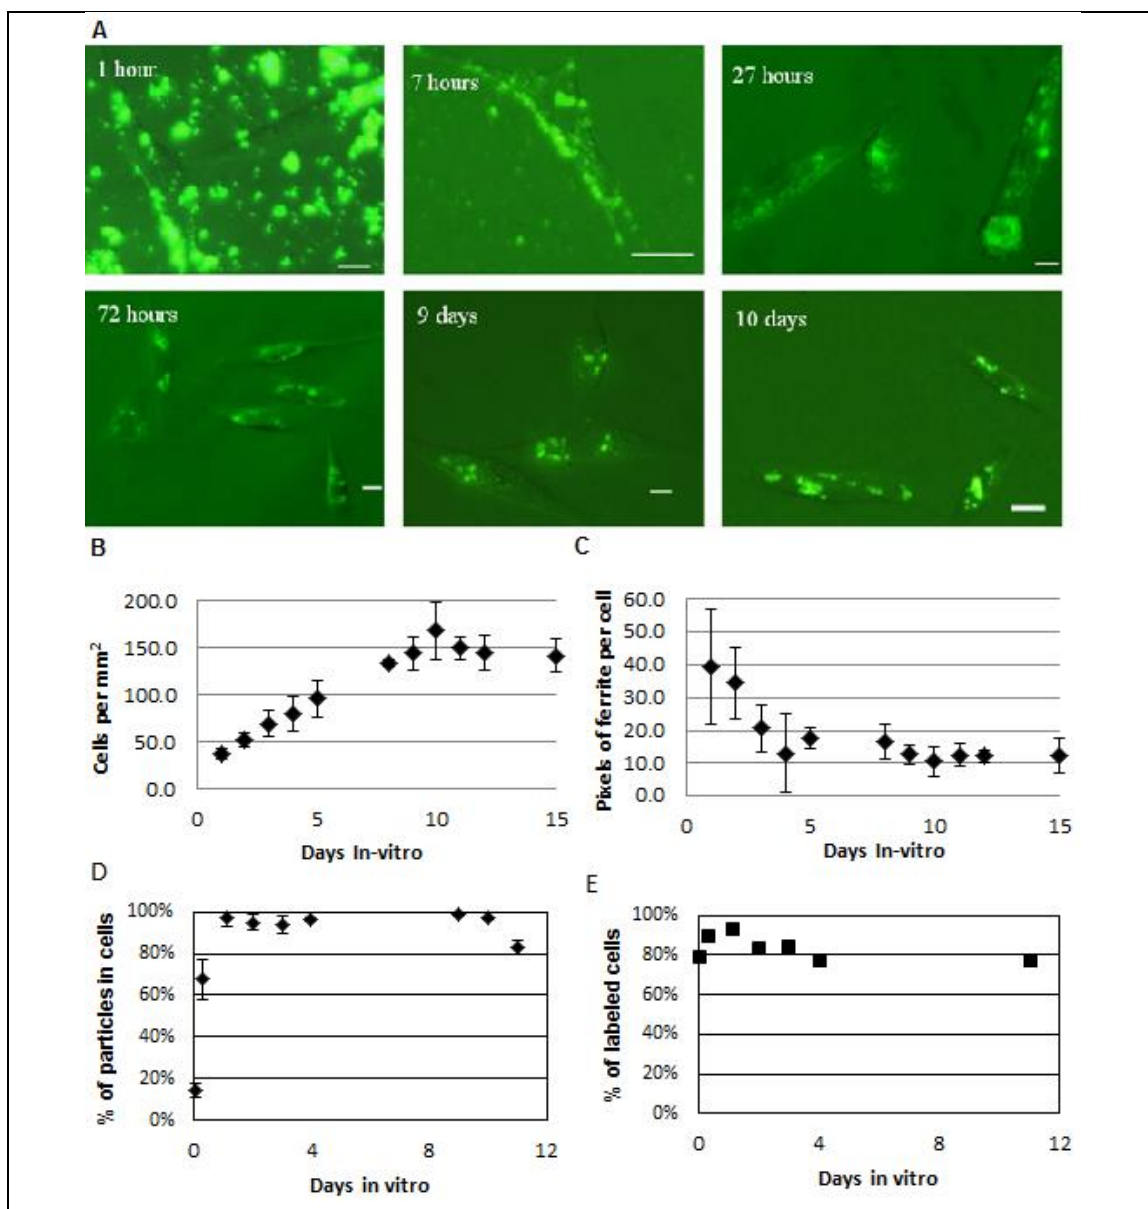 A
1 hour
7 hours
27 hours
72 hours
9 days
10 days
B
C
Cells per mm²
200.0
150.0
100.0
50.0
0.0
0 5 10 15
Days In-vitro
Pixels of ferrite per cell
60.0
50.0
40.0
30.0
20.0
10.0
0.0
0 5 10 15
Days In-vitro
D
E
% of particles in cells
100%
80%
60%
40%
20%
0%
0 4 8 12
Days in vitro
% of labeled cells
100%
80%
60%
40%
20%
0%
0 4 8 12
Days in vitro